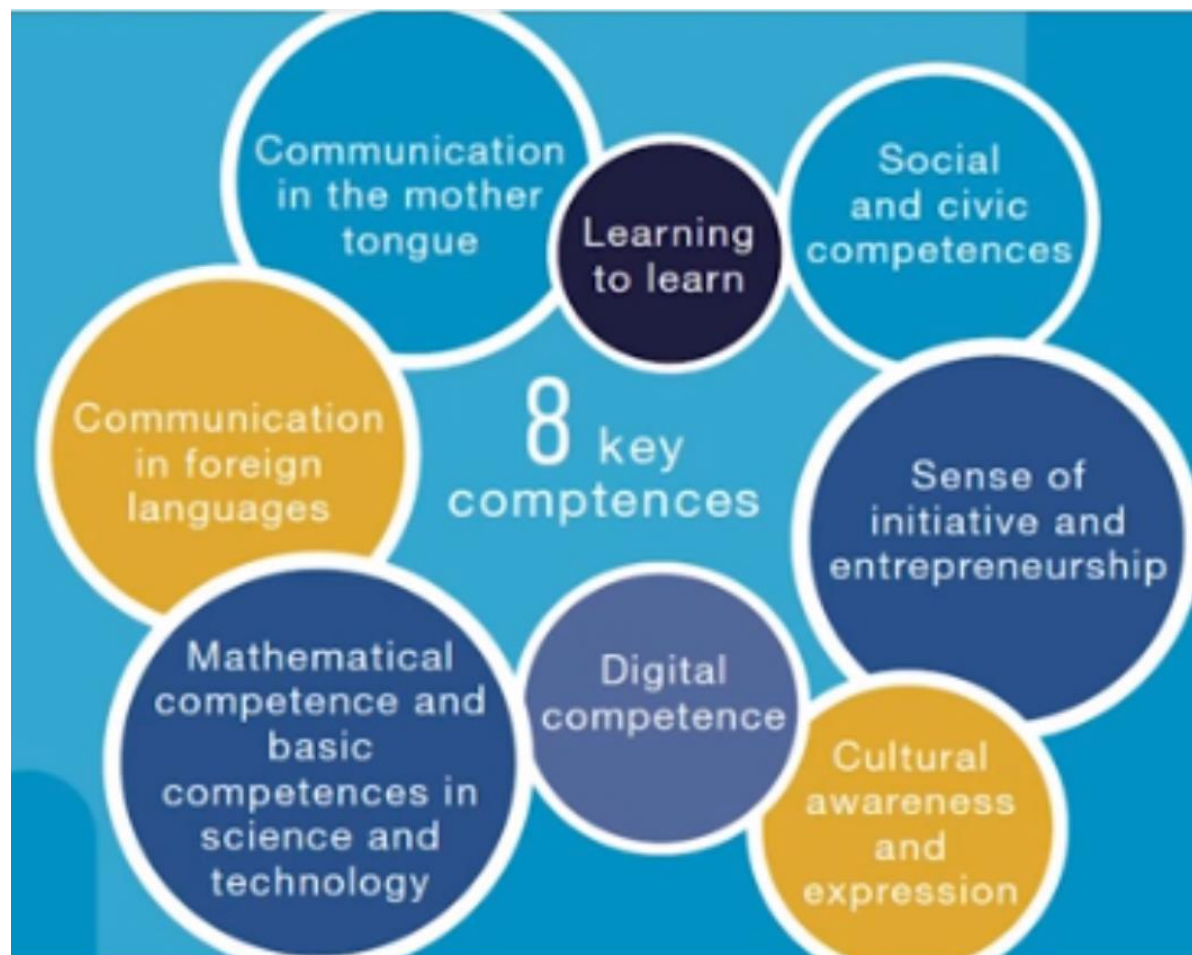 Communication
in the mother
tongue
Learning
to learn
Social
and civic
competences
Communication
in foreign
languages
8 key
comptences
Sense of
initiative and
entrepreneurship
Mathematical
competence and
basic
competences in
science and
technology
Digital
competence
Cultural
awareness
and
expression